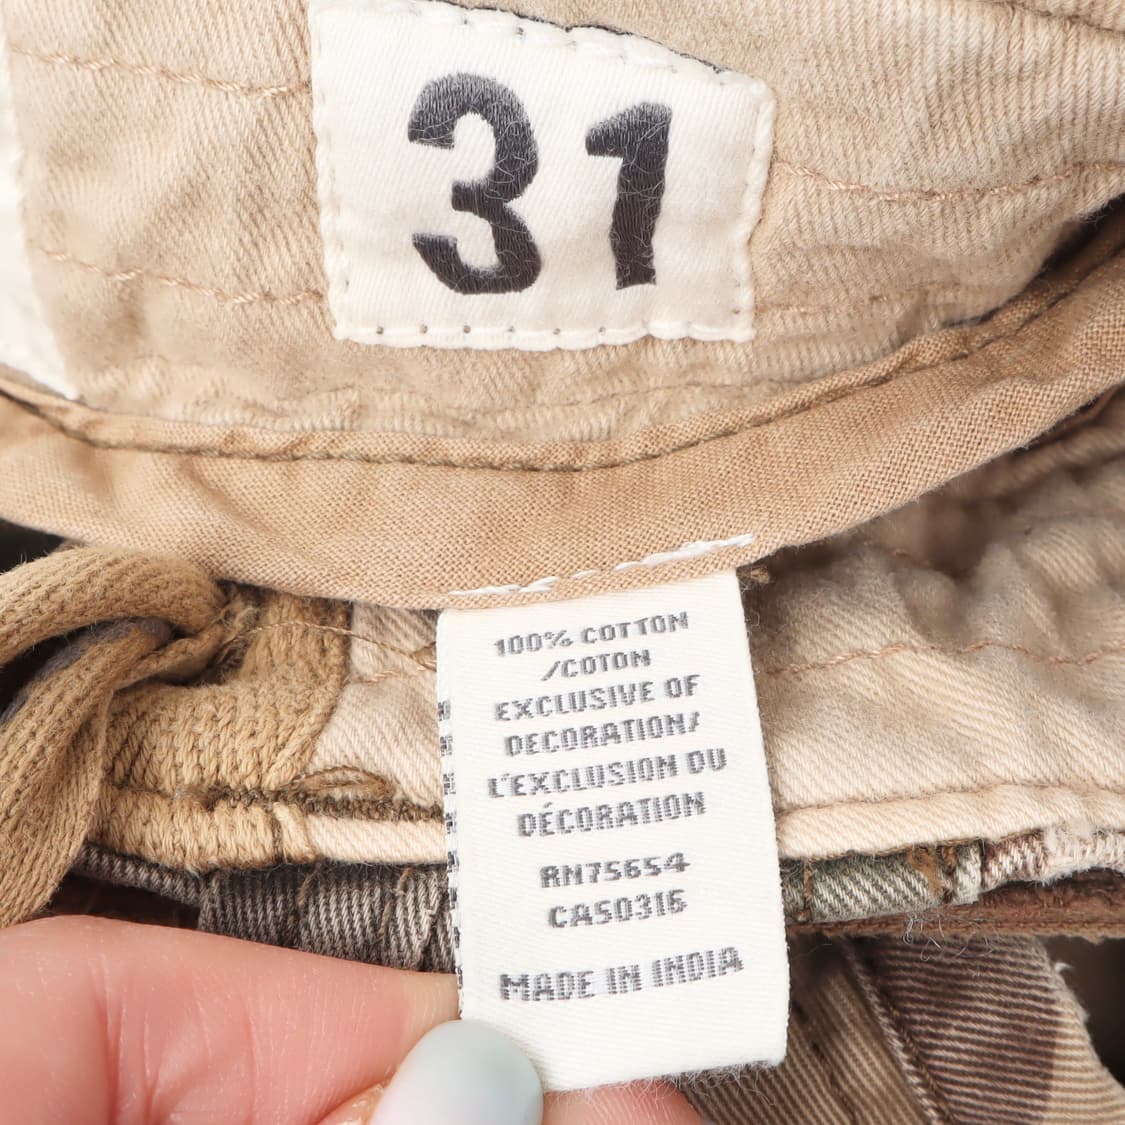 31
100% COTTON
/COTON
EXCLUSIVE OF
DECORATION/
L'EXCLUSION DU
DÉCORATION
RN75654
CA50316
MADE IN INDIA